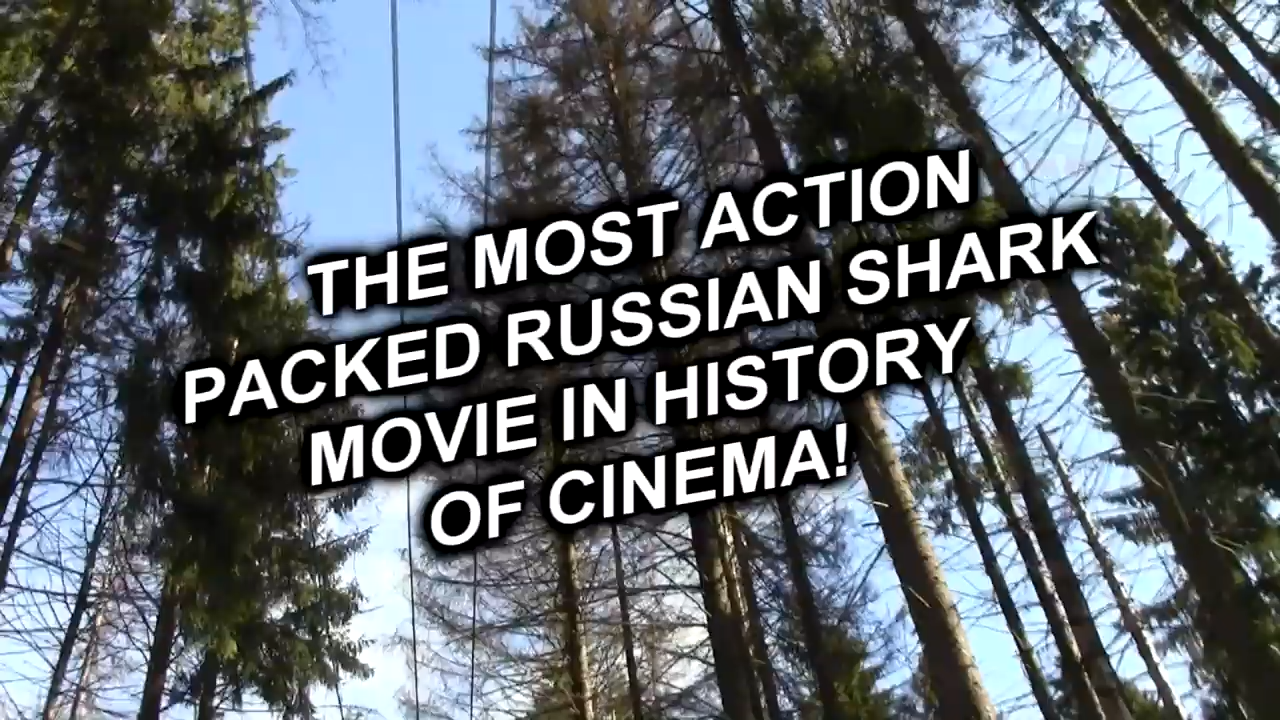 THE MOST ACTION
PACKED RUSSIAN SHARK
MOVIE IN HISTORY
OF CINEMA!